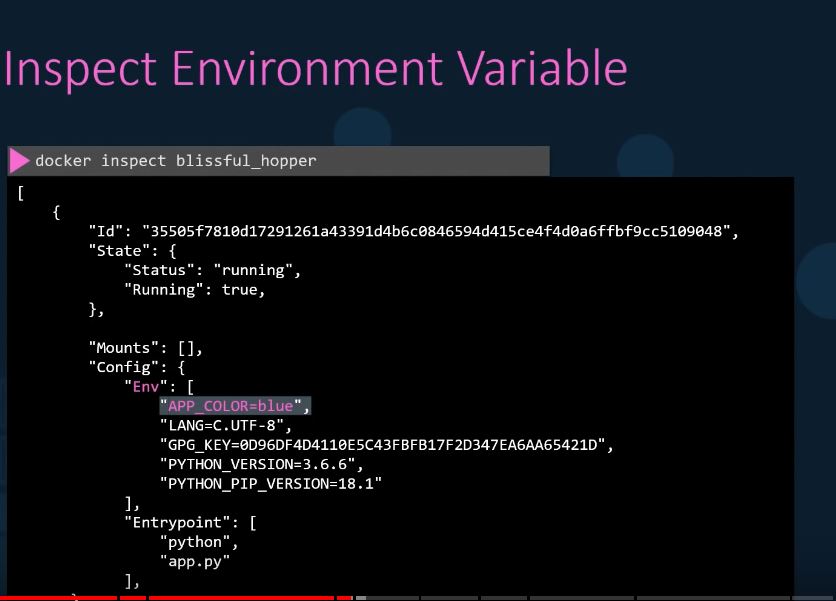 Inspect Environment Variable
docker inspect blissful_hopper
[
{
"Id": "35505f7810d17291261a43391d4b6c0846594d415ce4f4d0a6ffbf9cc5109048",
"State": {
"Status": "running",
"Running": true,
},
"Mounts": [],
"Config": {
"Env": [
"APP_COLOR=blue",
"LANG=C.UTF-8",
"GPG_KEY=0D96DF4D4110E5C43FBFB17F2D347EA6AA65421D",
"PYTHON_VERSION=3.6.6",
"PYTHON_PIP_VERSION=18.1"
],
"Entrypoint": [
"python",
"app.py"
],